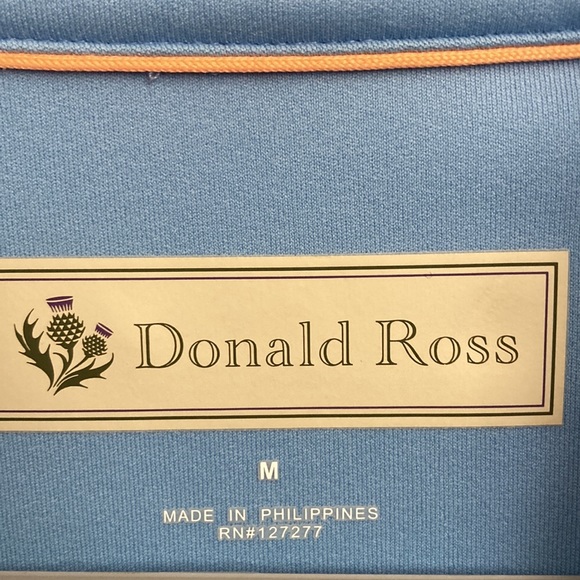 Donald Ross
M
MADE IN PHILIPPINES
RN#127277